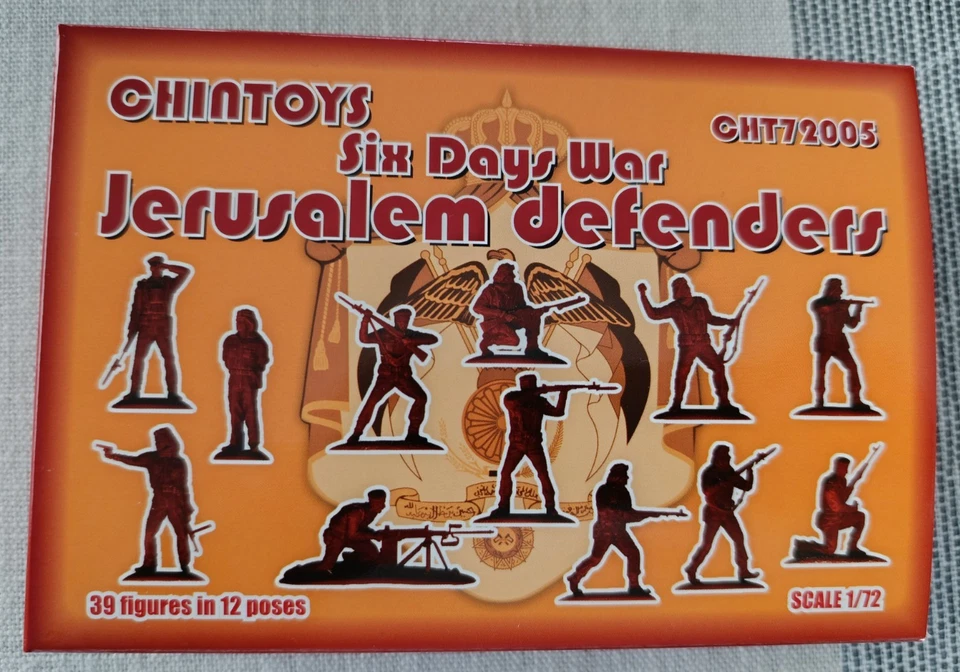 CHINTOYS
CHT72005
Six Days War
Jerusalem defenders
39 figures in 12 poses
SCALE 1/72